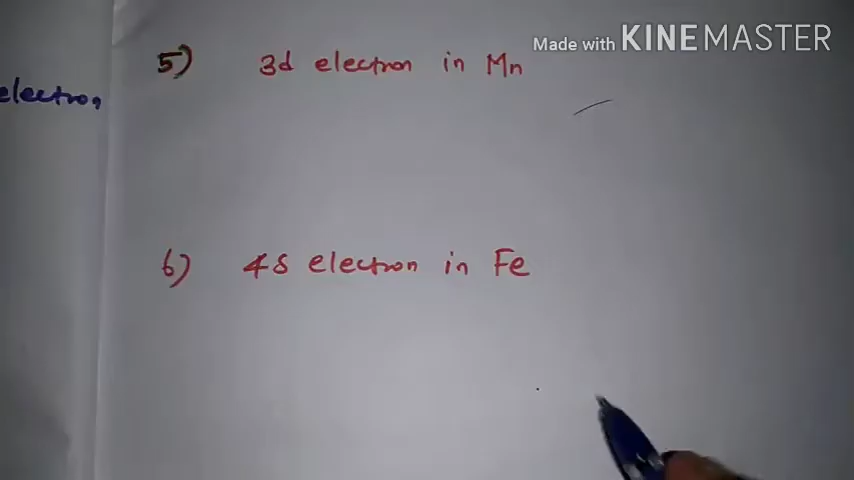 Made with KINEMASTER
5) 3d electron in Mn
electron
6) 4s electron in Fe